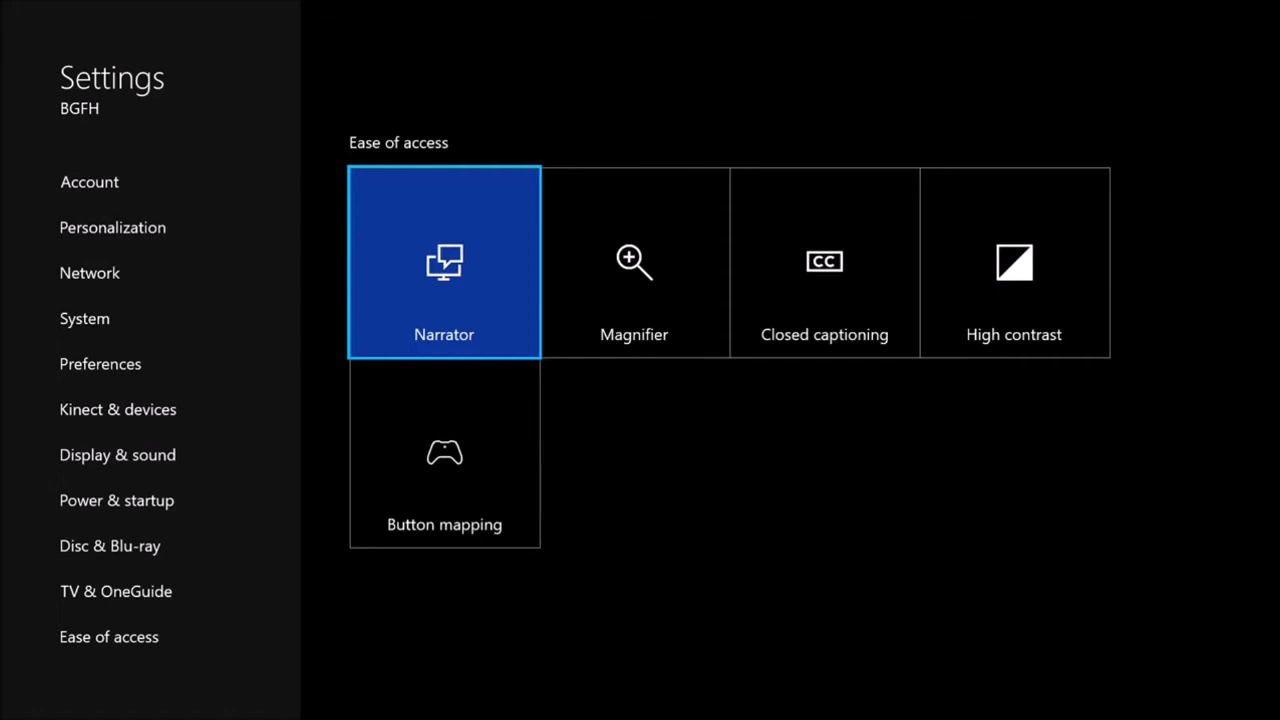 Settings
BGFH
Account
Personalization
Network
System
Preferences
Kinect & devices
Display & sound
Power & startup
Disc & Blu-ray
TV & OneGuide
Ease of access
Ease of access
Narrator
Magnifier
CC
Closed captioning
High contrast
Button mapping